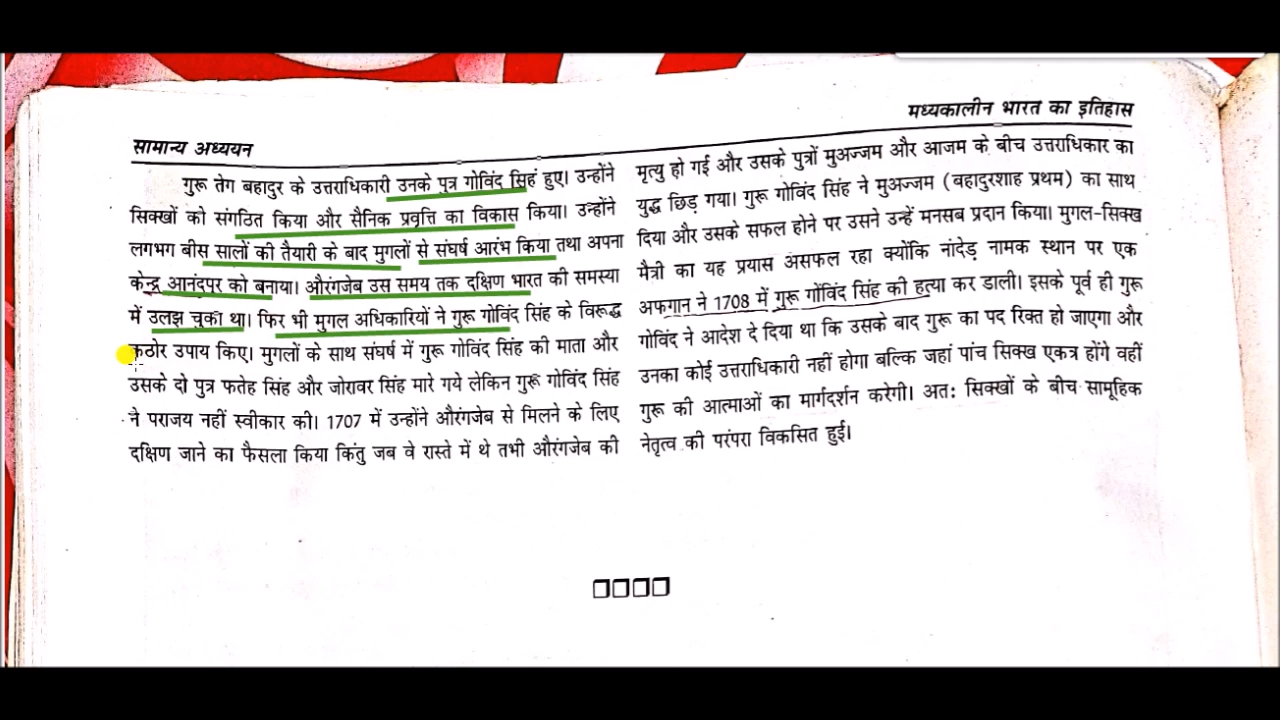 सामान्य अध्ययन
मध्यकालीन भारत का इतिहास
गुरू तेग बहादुर के उत्तराधिकारी उनके पुत्र गोविंद सिहं हुए। उन्होंने
सिक्खों को संगठित किया और सैनिक प्रवृत्ति का विकास किया। उन्होंने
लगभग बीस सालों की तैयारी के बाद मुगलों से संघर्ष आरंभ किया तथा अपना
केन्द्र आनंदपुर को बनाया। औरंगजेब उस समय तक दक्षिण भारत की समस्या
में उलझ चूका था। फिर भी मुगल अधिकारियों ने गुरू गोविंद सिंह के विरूद्ध
कठोर उपाय किए। मुगलों के साथ संघर्ष में गुरू गोविंद सिंह की माता और
उसके दो पुत्र फतेह सिंह और जोरावर सिंह मारे गये लेकिन गुरू गोविंद सिंह
ने पराजय नहीं स्वीकार की। 1707 में उन्होंने औरंगजेब से मिलने के लिए
दक्षिण जाने का फैसला किया किंतु जब वे रास्ते में थे तभी औरंगजेब की
मृत्यु हो गई और उसके पुत्रों मुअज्जम और आजम के बीच उत्तराधिकार का
युद्ध छिड़ गया। गुरू गोविंद सिंह ने मुअज्जम (बहादुरशाह प्रथम) का साथ
दिया और उसके सफल होने पर उसने उन्हें मनसब प्रदान किया। मुगल-सिक्ख
मैत्री का यह प्रयास असफल रहा क्योंकि नांदेड़ नामक स्थान पर एक
अफगान ने 1708 में गुरू गोंविंद सिंह की हत्या कर डाली। इसके पूर्व ही गुरू
गोविंद ने आदेश दे दिया था कि उसके बाद गुरू का पद रिक्त हो जाएगा और
उनका कोई उत्तराधिकारी नहीं होगा बल्कि जहां पांच सिक्ख एकत्र होंगे वहीं
गुरू की आत्माओं का मार्गदर्शन करेगी। अतः सिक्खों के बीच सामूहिक
नेतृत्व की परंपरा विकसित हुई।